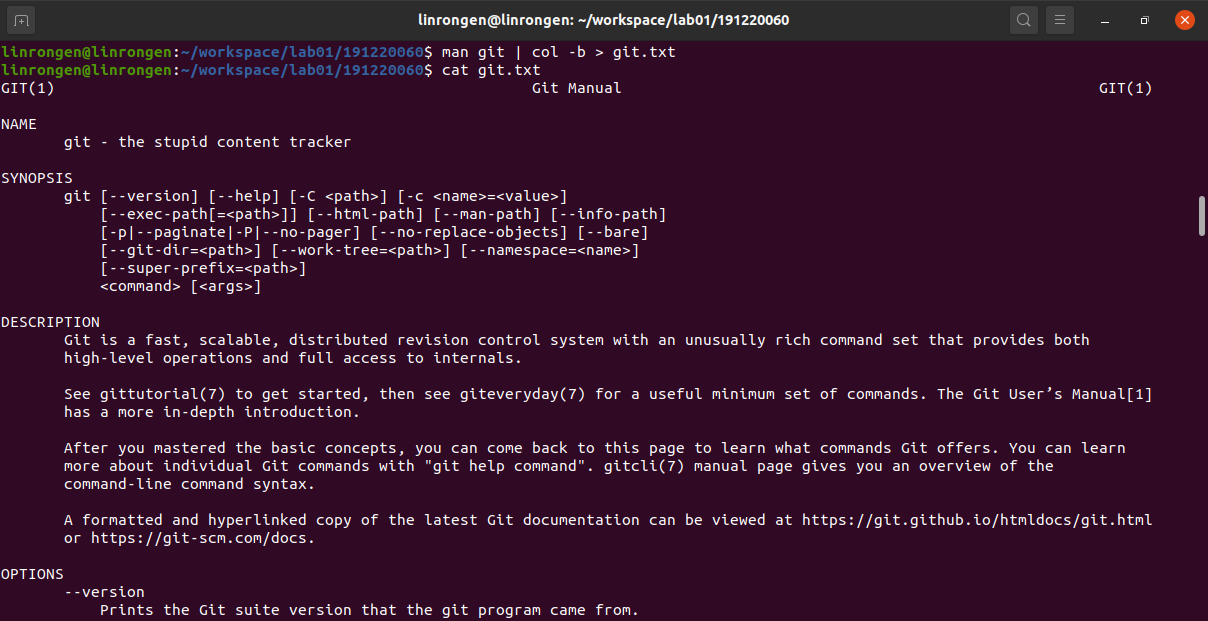 linrongen@linrongen: ~/workspace/lab01/191220060
linrongen@linrongen:~/workspace/lab01/191220060$ man git | col -b > git.txt
linrongen@linrongen:~/workspace/lab01/191220060$ cat git.txt
GIT(1) Git Manual GIT(1)
NAME
git - the stupid content tracker
SYNOPSIS
git [--version] [--help] [-C <path>] [-c <name>=<value>]
[--exec-path[=<path>]] [--html-path] [--man-path] [--info-path]
[-p|--paginate|-P|--no-pager] [--no-replace-objects] [--bare]
[--git-dir=<path>] [--work-tree=<path>] [--namespace=<name>]
[--super-prefix=<path>]
<command> [<args>]
DESCRIPTION
Git is a fast, scalable, distributed revision control system with an unusually rich command set that provides both
high-level operations and full access to internals.
See gittutorial(7) to get started, then see giteveryday(7) for a useful minimum set of commands. The Git User’s Manual[1]
has a more in-depth introduction.
After you mastered the basic concepts, you can come back to this page to learn what commands Git offers. You can learn
more about individual Git commands with "git help command". gitcli(7) manual page gives you an overview of the
command-line command syntax.
A formatted and hyperlinked copy of the latest Git documentation can be viewed at https://git.github.io/htmldocs/git.html
or https://git-scm.com/docs.
OPTIONS
--version
Prints the Git suite version that the git program came from.